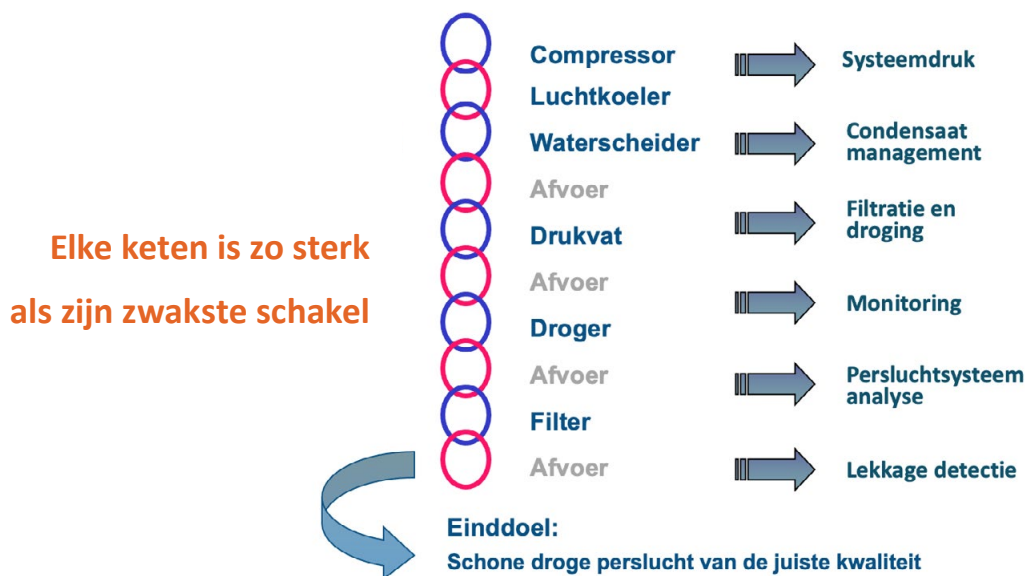 Elke keten is zo sterk
als zijn zwakste schakel
Compressor
Luchtkoeler
Waterscheider
Afvoer
Drukvat
Afvoer
Droger
Afvoer
Filter
Afvoer
Systeemdruk
Condensaat
management
Filtratie en
droging
Monitoring
Persluchtsysteem
analyse
Lekkage detectie
Einddoel:
Schone droge perslucht van de juiste kwaliteit